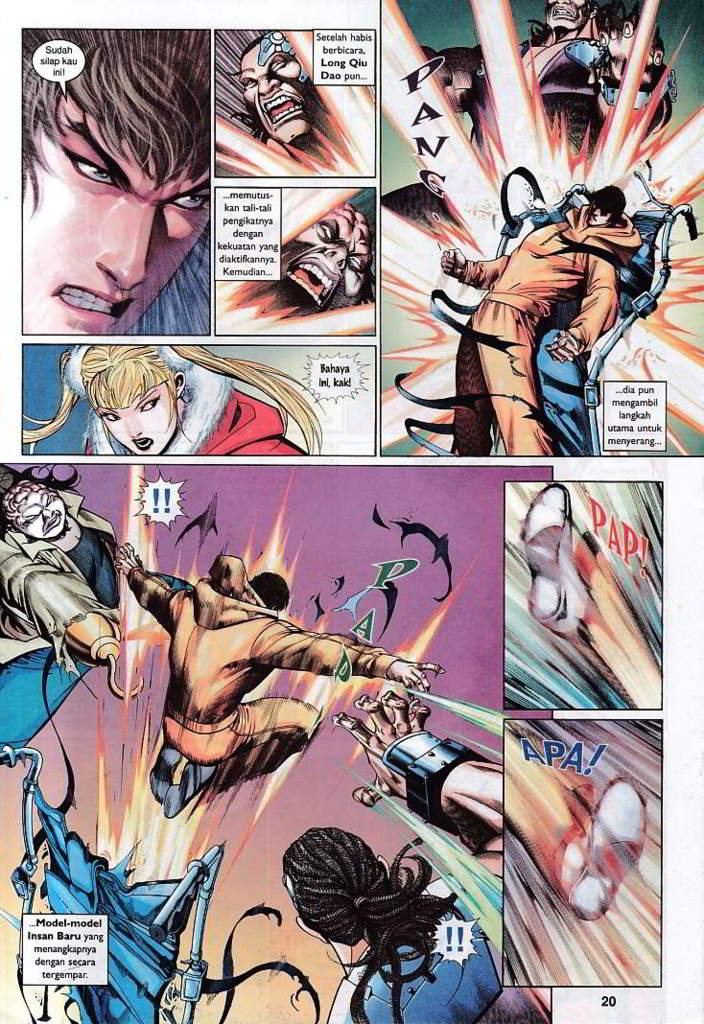 Sudah
silap kau
ini!
Setelah habis
berbicara,
Long Qiu
Dao pun...
...memutus-
kan tali-tali
pengikatnya
dengan
kekuatan yang
diaktifkannya.
Kemudian...
PANG
Bahaya
ini, kak!
...dia pun
mengambil
langkah
utama untuk
menyerang...
!!
PAP
PAP!
APA!
!!
...Model-model
Insan Baru yang
menangkapnya
dengan secara
tergempar.
20